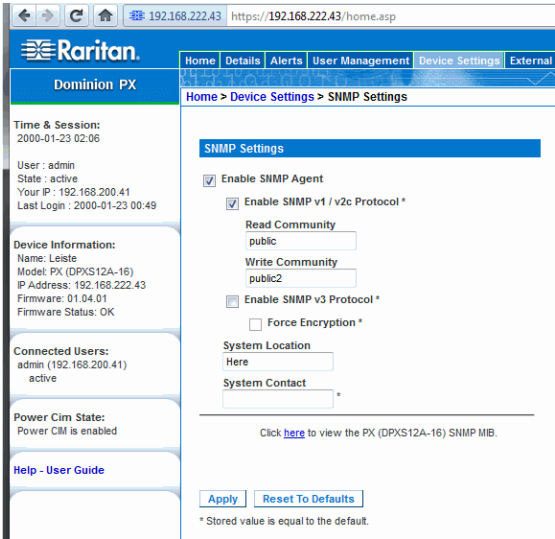 192.168.222.43 https://192.168.222.43/home.asp
Raritan.
Dominion PX
Home Details Alerts User Management Device Settings External
Home > Device Settings > SNMP Settings
Time & Session:
2000-01-23 02:06
User : admin
State : active
Your IP : 192.168.200.41
Last Login : 2000-01-23 00:49
Device Information:
Name: Leiste
Model: PX (DPXS12A-16)
IP Address: 192.168.222.43
Firmware: 01.04.01
Firmware Status: OK
Connected Users:
admin (192.168.200.41)
active
Power Cim State:
Power CIM is enabled
Help - User Guide
SNMP Settings
Enable SNMP Agent
Enable SNMP v1 / v2c Protocol *
Read Community
public
Write Community
public2
Enable SNMP v3 Protocol *
Force Encryption *
System Location
Here
System Contact
*
Click here to view the PX (DPXS12A-16) SNMP MIB.
Apply Reset To Defaults
* Stored value is equal to the default.